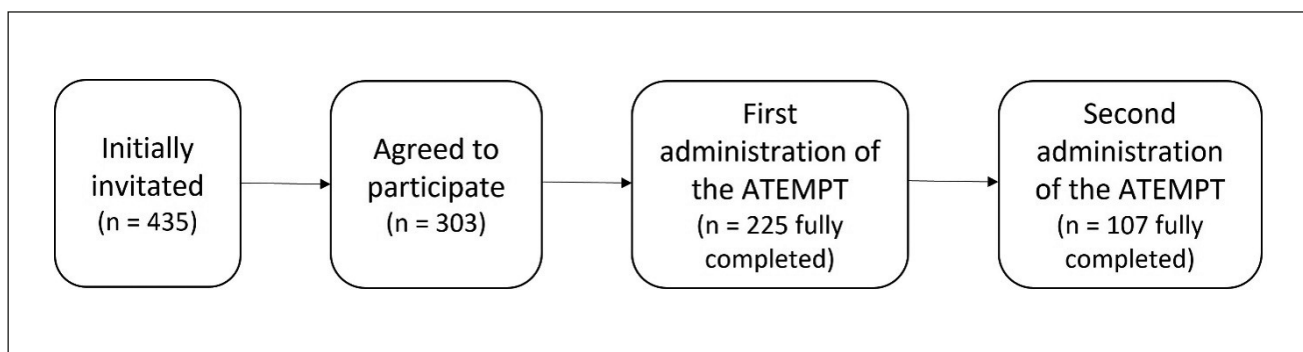 Initially
invitated
(n = 435)
Agreed to
participate
(n = 303)
First
administration of
the ATEMPT
(n = 225 fully
completed)
Second
administration
of the ATEMPT
(n = 107 fully
completed)